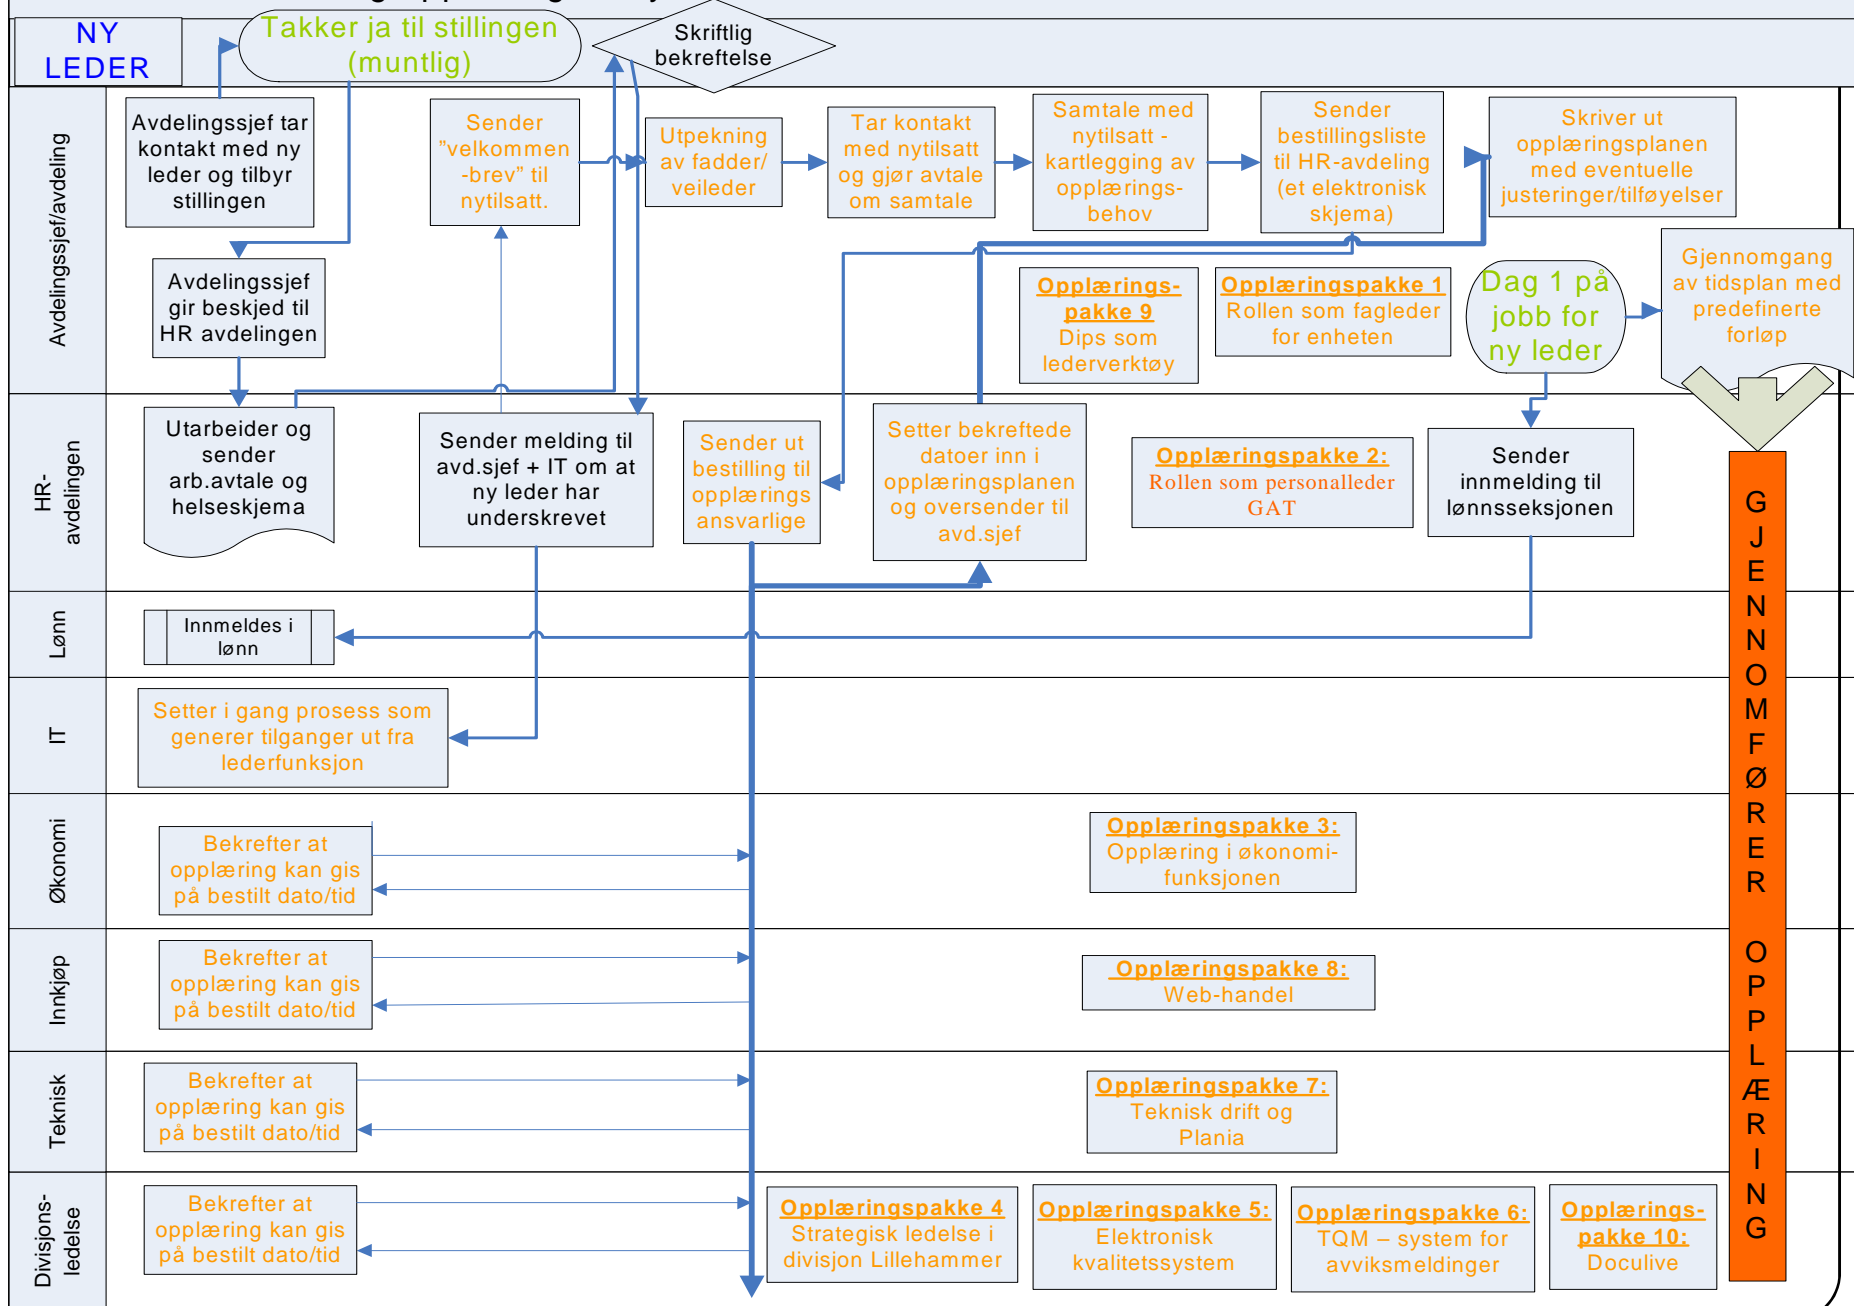 NY
LEDER
Takker ja til stillingen
(muntlig)
Skriftlig
bekreftelse
Avdelingssjef/avdeling
Avdelingssjef tar
kontakt med ny
leder og tilbyr
stillingen
Sender
”velkommen
-brev” til
nytilsatt.
Utpekning
av fadder/
veileder
Tar kontakt
med nytilsatt
og gjør avtale
om samtale
Samtale med
nytilsatt -
kartlegging av
opplærings-
behov
Sender
bestillingsliste
til HR-avdeling
(et elektronisk
skjema)
Skriver ut
opplæringsplanen
med eventuelle
justeringer/tilføyelser
Avdelingssjef
gir beskjed til
HR avdelingen
Opplærings-
pakke 9
Dips som
lederverktøy
Opplæringspakke 1
Rollen som fagleder
for enheten
Dag 1 på
jobb for
ny leder
Gjennomgang
av tidsplan med
predefinerte
forløp
HR-
avdelingen
Utarbeider og
sender
arb.avtale og
helseskjema
Sender melding til
avd.sjef + IT om at
ny leder har
underskrevet
Sender ut
bestilling til
opplærings
ansvarlige
Setter bekreftede
datoer inn i
opplæringsplanen
og oversender til
avd.sjef
Opplæringspakke 2:
Rollen som personalleder
GAT
Sender
innmelding til
lønnsseksjonen
GJENNOMFØRER OPPLÆRING
Lønn
Innmeldes i
lønn
IT
Setter i gang prosess som
generer tilganger ut fra
lederfunksjon
Økonomi
Bekrefter at
opplæring kan gis
på bestilt dato/tid
Opplæringspakke 3:
Opplæring i økonomi-
funksjonen
Innkjøp
Bekrefter at
opplæring kan gis
på bestilt dato/tid
Opplæringspakke 8:
Web-handel
Teknisk
Bekrefter at
opplæring kan gis
på bestilt dato/tid
Opplæringspakke 7:
Teknisk drift og
Plania
Divisjons-
ledelse
Bekrefter at
opplæring kan gis
på bestilt dato/tid
Opplæringspakke 4
Strategisk ledelse i
divisjon Lillehammer
Opplæringspakke 5:
Elektronisk
kvalitetssystem
Opplæringspakke 6:
TQM – system for
avviksmeldinger
Opplærings-
pakke 10:
Doculive